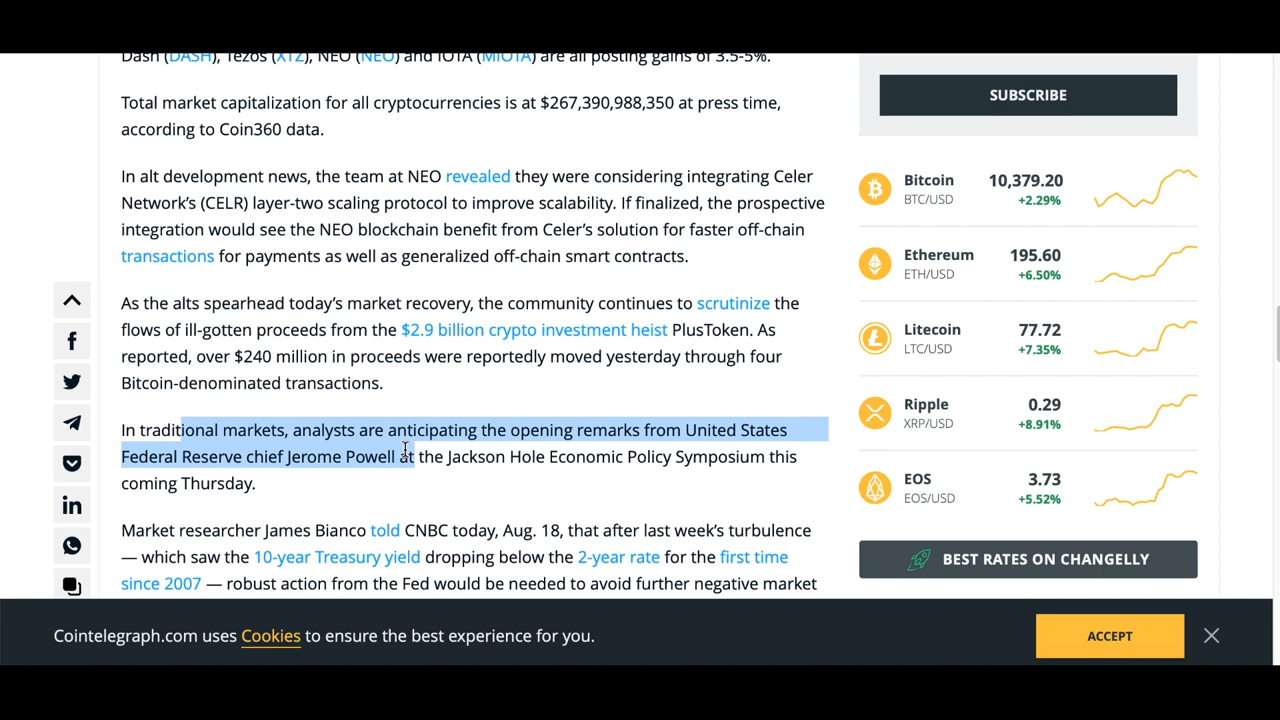 Dash (DASH), Tezos (XTZ), NEO (NEO) and IOTA (MIOTA) are all posting gains of 3.5-5%.
Total market capitalization for all cryptocurrencies is at $267,390,988,350 at press time,
according to Coin360 data.
In alt development news, the team at NEO revealed they were considering integrating Celer
Network’s (CELR) layer-two scaling protocol to improve scalability. If finalized, the prospective
integration would see the NEO blockchain benefit from Celer’s solution for faster off-chain
transactions for payments as well as generalized off-chain smart contracts.
As the alts spearhead today’s market recovery, the community continues to scrutinize the
flows of ill-gotten proceeds from the $2.9 billion crypto investment heist PlusToken. As
reported, over $240 million in proceeds were reportedly moved yesterday through four
Bitcoin-denominated transactions.
In traditional markets, analysts are anticipating the opening remarks from United States
Federal Reserve chief Jerome Powell at the Jackson Hole Economic Policy Symposium this
coming Thursday.
Market researcher James Bianco told CNBC today, Aug. 18, that after last week’s turbulence
— which saw the 10-year Treasury yield dropping below the 2-year rate for the first time
since 2007 — robust action from the Fed would be needed to avoid further negative market
SUBSCRIBE
Bitcoin 10,379.20
BTC/USD +2.29%
Ethereum 195.60
ETH/USD +6.50%
Litecoin 77.72
LTC/USD +7.35%
Ripple 0.29
XRP/USD +8.91%
EOS 3.73
EOS/USD +5.52%
BEST RATES ON CHANGELLY
Cointelegraph.com uses Cookies to ensure the best experience for you.
ACCEPT